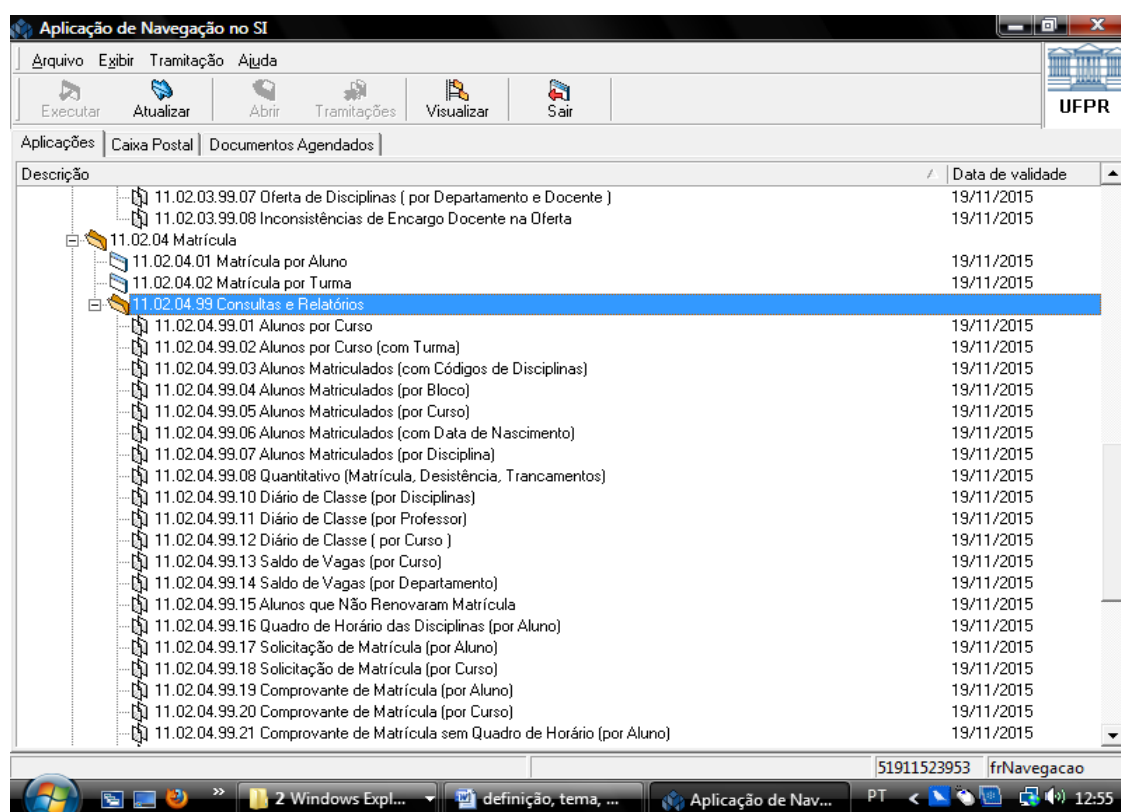 Aplicação de Navegação no SI
Arquivo Exibir Tramitação Ajuda
Executar Atualizar Abrir Tramitações Visualizar Sair
UFPR
Aplicações Caixa Postal Documentos Agendados
Descrição Data de validade
11.02.03.99.07 Oferta de Disciplinas ( por Departamento e Docente ) 19/11/2015
11.02.03.99.08 Inconsistências de Encargo Docente na Oferta 19/11/2015
11.02.04 Matrícula
11.02.04.01 Matrícula por Aluno 19/11/2015
11.02.04.02 Matrícula por Turma 19/11/2015
11.02.04.99 Consultas e Relatórios
11.02.04.99.01 Alunos por Curso 19/11/2015
11.02.04.99.02 Alunos por Curso (com Turma) 19/11/2015
11.02.04.99.03 Alunos Matriculados (com Códigos de Disciplinas) 19/11/2015
11.02.04.99.04 Alunos Matriculados (por Bloco) 19/11/2015
11.02.04.99.05 Alunos Matriculados (por Curso) 19/11/2015
11.02.04.99.06 Alunos Matriculados (com Data de Nascimento) 19/11/2015
11.02.04.99.07 Alunos Matriculados (por Disciplina) 19/11/2015
11.02.04.99.08 Quantitativo (Matrícula, Desistência, Trancamentos) 19/11/2015
11.02.04.99.10 Diário de Classe (por Disciplinas) 19/11/2015
11.02.04.99.11 Diário de Classe (por Professor) 19/11/2015
11.02.04.99.12 Diário de Classe ( por Curso ) 19/11/2015
11.02.04.99.13 Saldo de Vagas (por Curso) 19/11/2015
11.02.04.99.14 Saldo de Vagas (por Departamento) 19/11/2015
11.02.04.99.15 Alunos que Não Renovaram Matrícula 19/11/2015
11.02.04.99.16 Quadro de Horário das Disciplinas (por Aluno) 19/11/2015
11.02.04.99.17 Solicitação de Matrícula (por Aluno) 19/11/2015
11.02.04.99.18 Solicitação de Matrícula (por Curso) 19/11/2015
11.02.04.99.19 Comprovante de Matrícula (por Aluno) 19/11/2015
11.02.04.99.20 Comprovante de Matrícula (por Curso) 19/11/2015
11.02.04.99.21 Comprovante de Matrícula sem Quadro de Horário (por Aluno) 19/11/2015
51911523953 frNavegacao
2 Windows Expl... definição, tema, ... Aplicação de Nav... PT 12:55